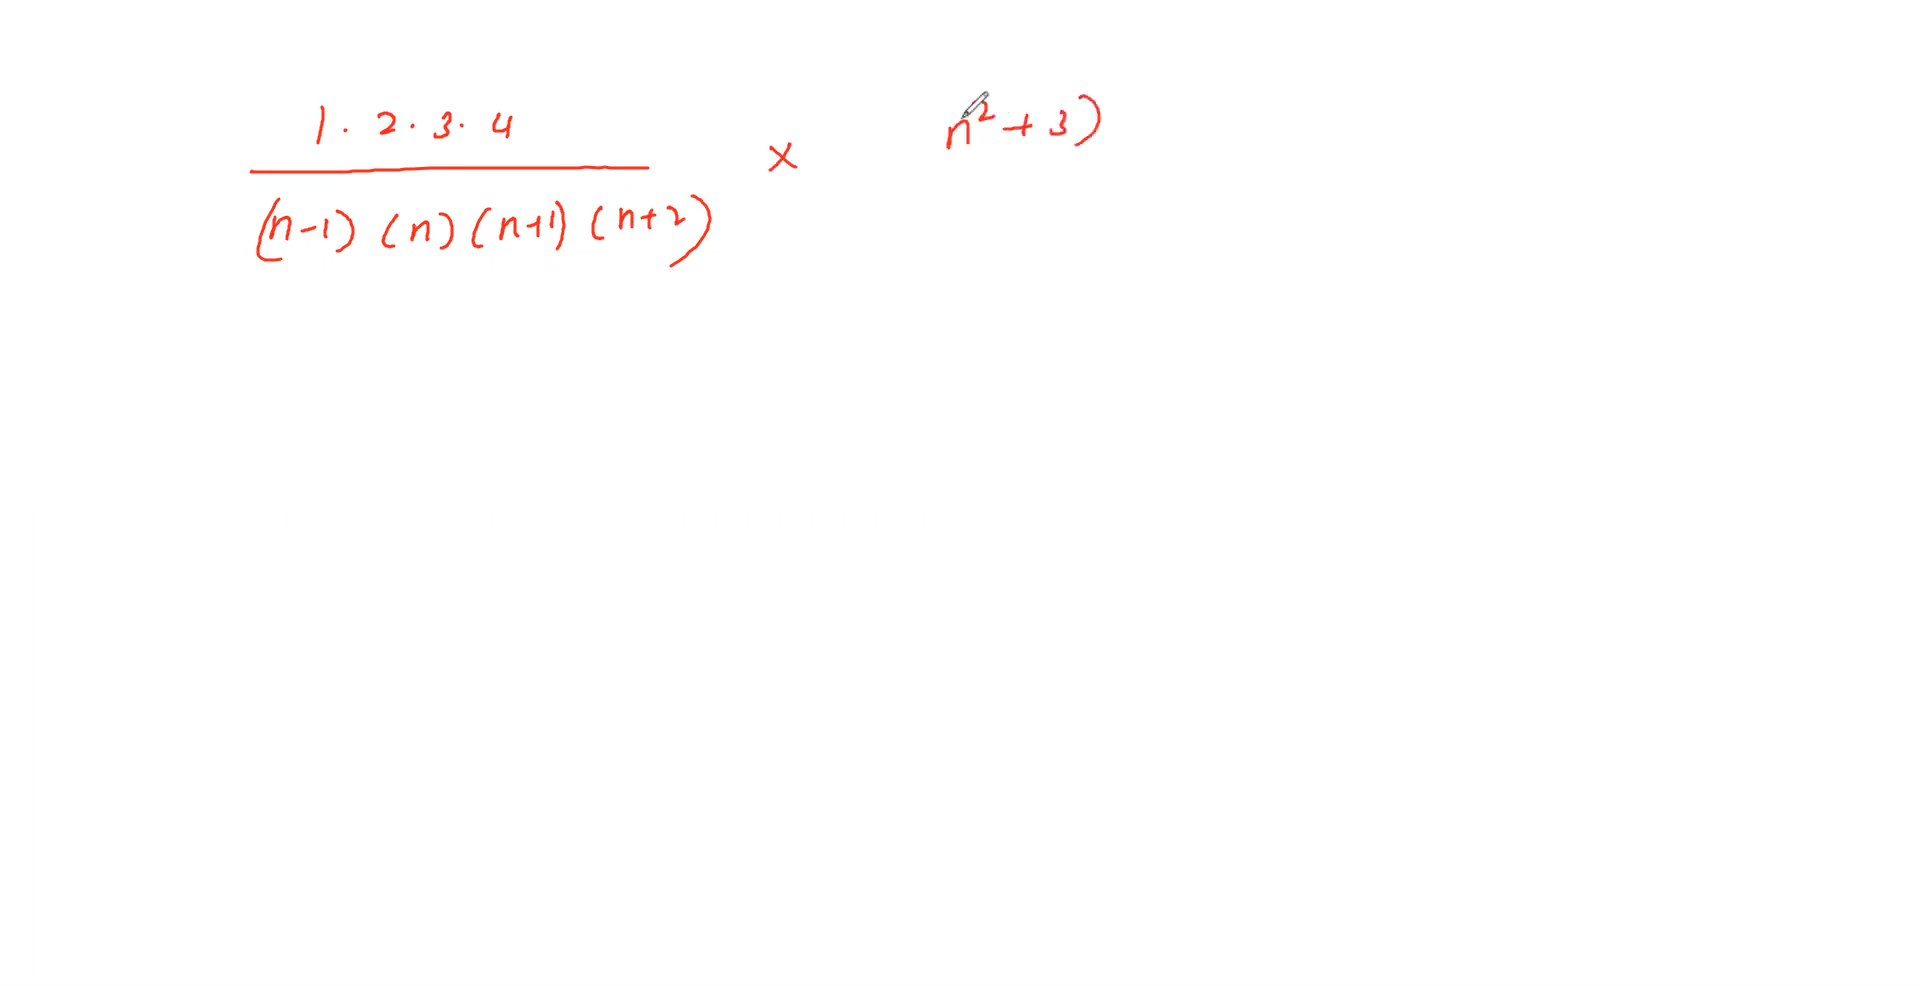 1 · 2 · 3 · 4
× n² + 3)
(n-1) (n) (n+1) (n+2)